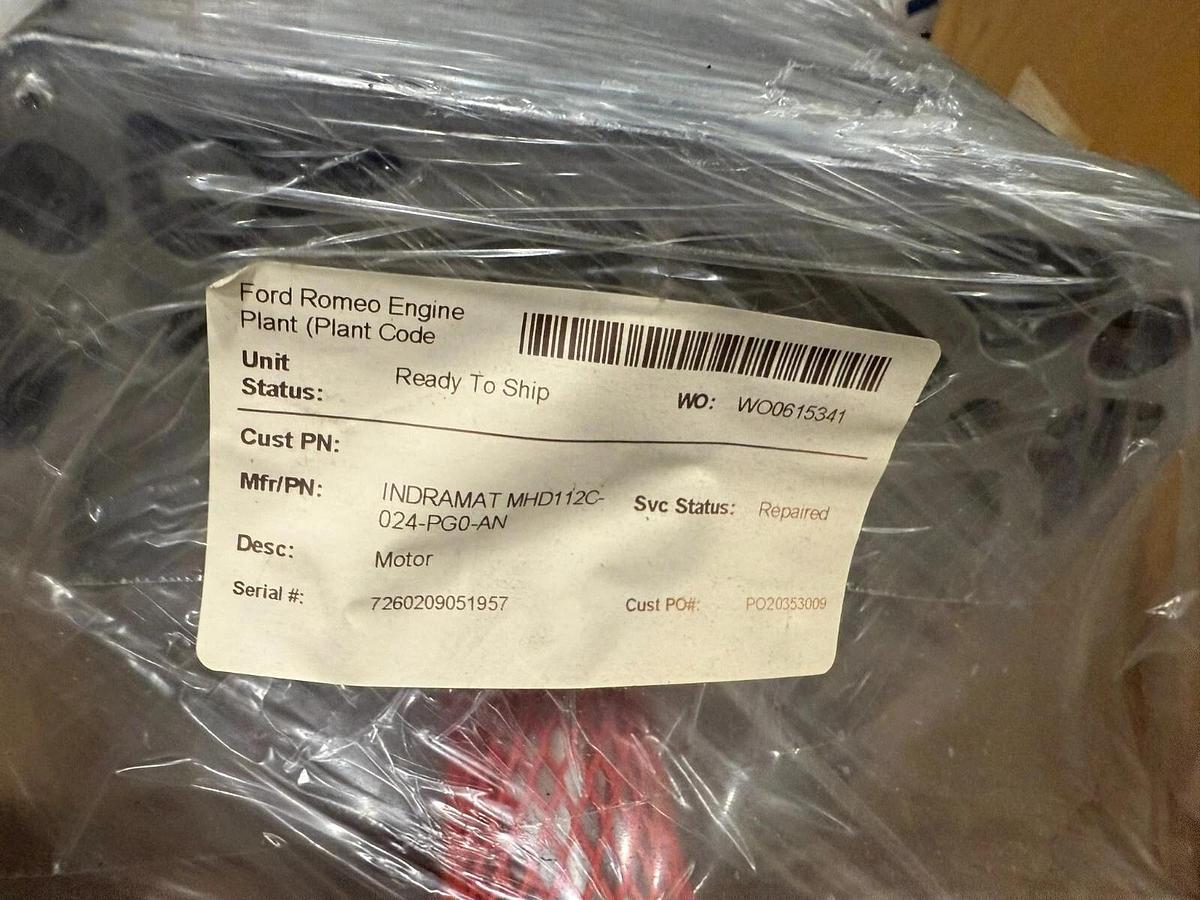 Ford Romeo Engine
Plant (Plant Code
Unit
Status: Ready To Ship
WO: WO0615341
Cust PN:
Mfr/PN: INDRAMAT MHD112C-
024-PG0-AN
Svc Status: Repaired
Desc: Motor
Serial #: 7260209051957
Cust PO#: PO20353009